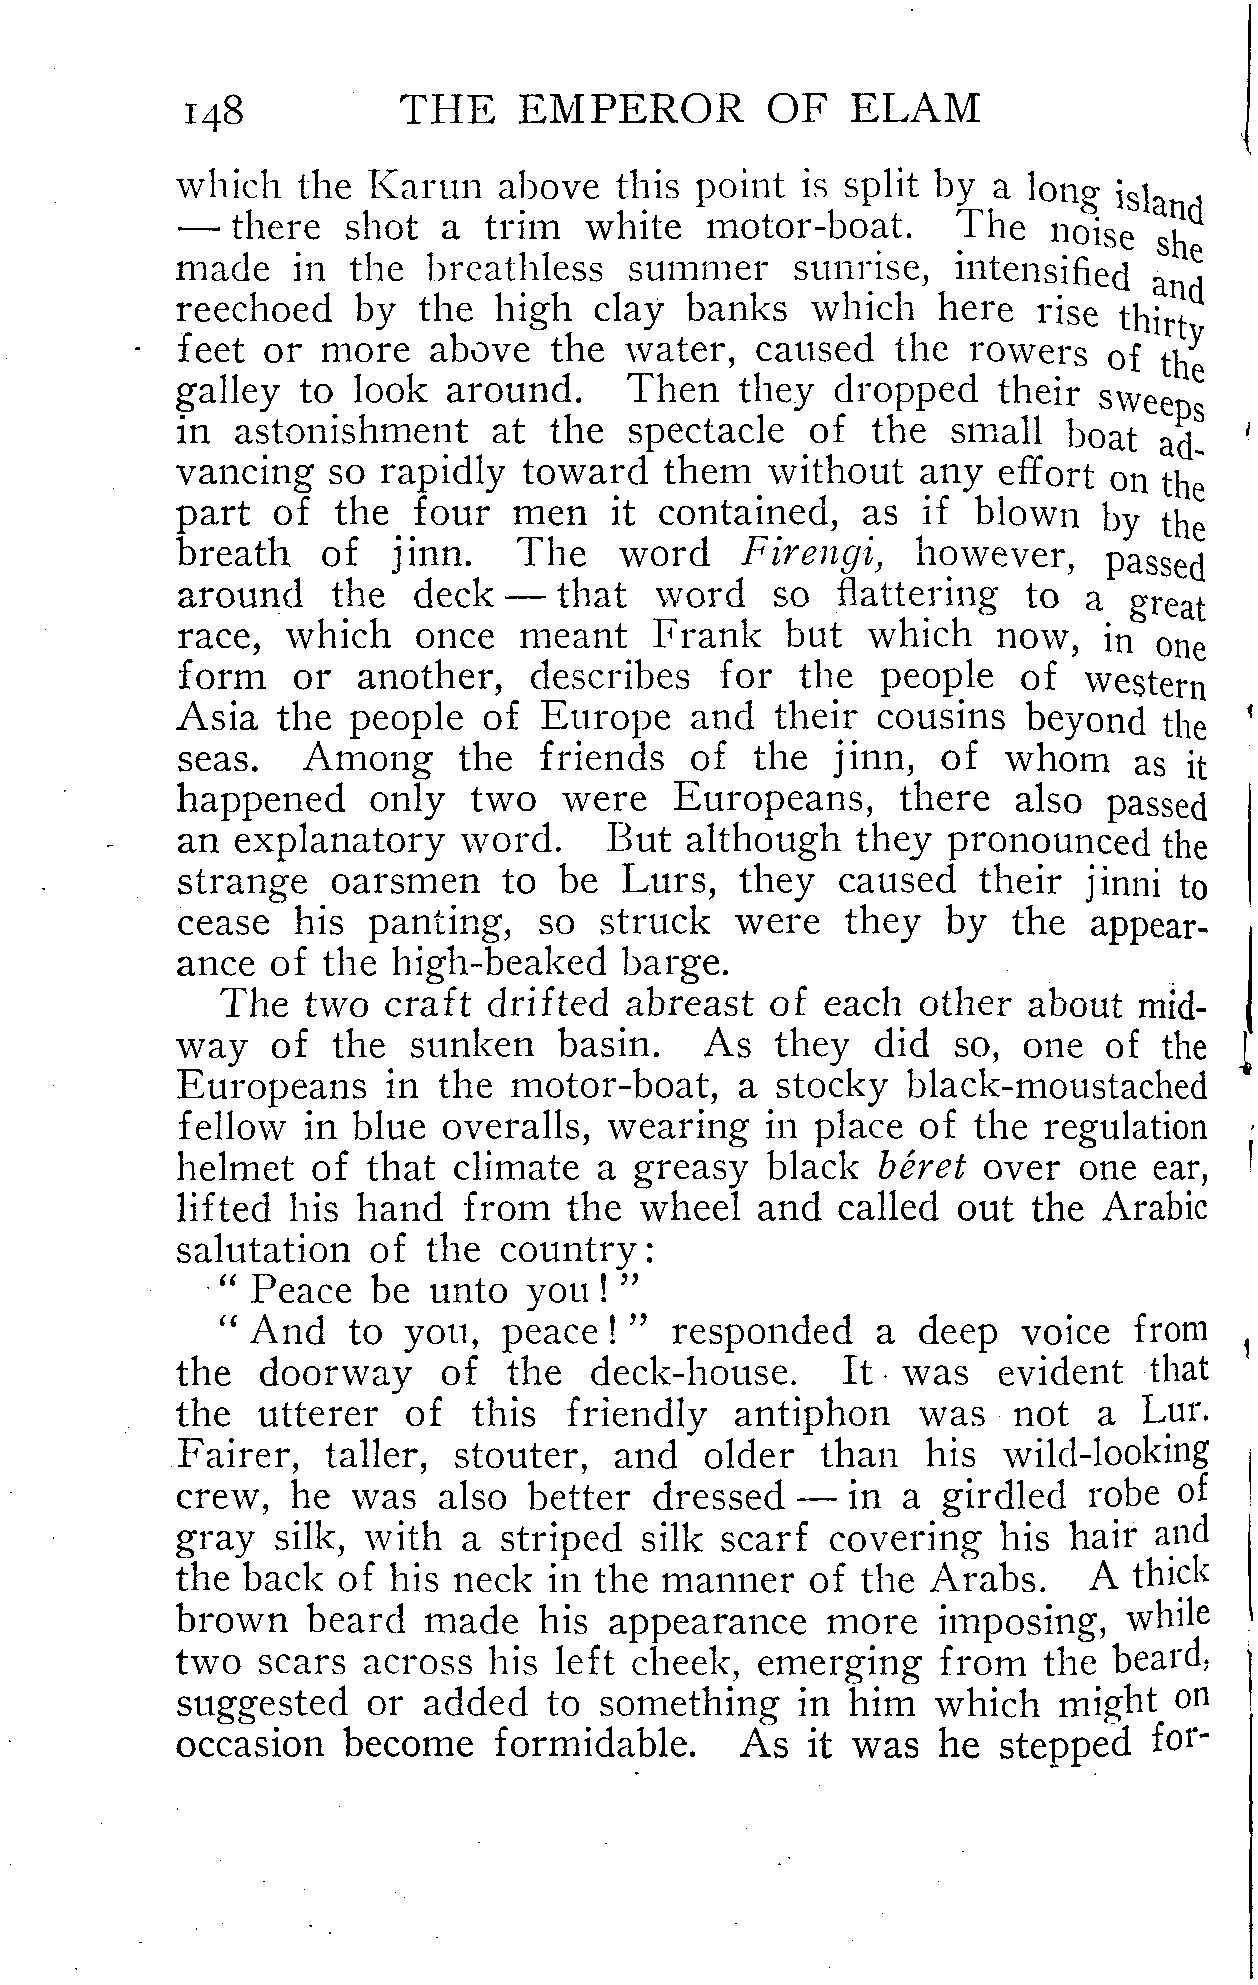 148 THE EMPEROR OF ELAM
which the Karun above this point is split by a long island
— there shot a trim white motor-boat. The noise she
made in the breathless summer sunrise, intensified and
reechoed by the high clay banks which here rise thirty
feet or more above the water, caused the rowers of the
galley to look around. Then they dropped their sweeps
in astonishment at the spectacle of the small boat ad-
vancing so rapidly toward them without any effort on the
part of the four men it contained, as if blown by the
breath of jinn. The word Firengi, however, passed
around the deck — that word so flattering to a great
race, which once meant Frank but which now, in one
form or another, describes for the people of western
Asia the people of Europe and their cousins beyond the
seas. Among the friends of the jinn, of whom as it
happened only two were Europeans, there also passed
an explanatory word. But although they pronounced the
strange oarsmen to be Lurs, they caused their jinni to
cease his panting, so struck were they by the appear-
ance of the high-beaked barge.
The two craft drifted abreast of each other about mid-
way of the sunken basin. As they did so, one of the
Europeans in the motor-boat, a stocky black-moustached
fellow in blue overalls, wearing in place of the regulation
helmet of that climate a greasy black béret over one ear,
lifted his hand from the wheel and called out the Arabic
salutation of the country:
" Peace be unto you ! "
" And to you, peace ! " responded a deep voice from
the doorway of the deck-house. It was evident that
the utterer of this friendly antiphon was not a Lur.
Fairer, taller, stouter, and older than his wild-looking
crew, he was also better dressed — in a girdled robe of
gray silk, with a striped silk scarf covering his hair and
the back of his neck in the manner of the Arabs. A thick
brown beard made his appearance more imposing, while
two scars across his left cheek, emerging from the beard,
suggested or added to something in him which might on
occasion become formidable. As it was he stepped for-